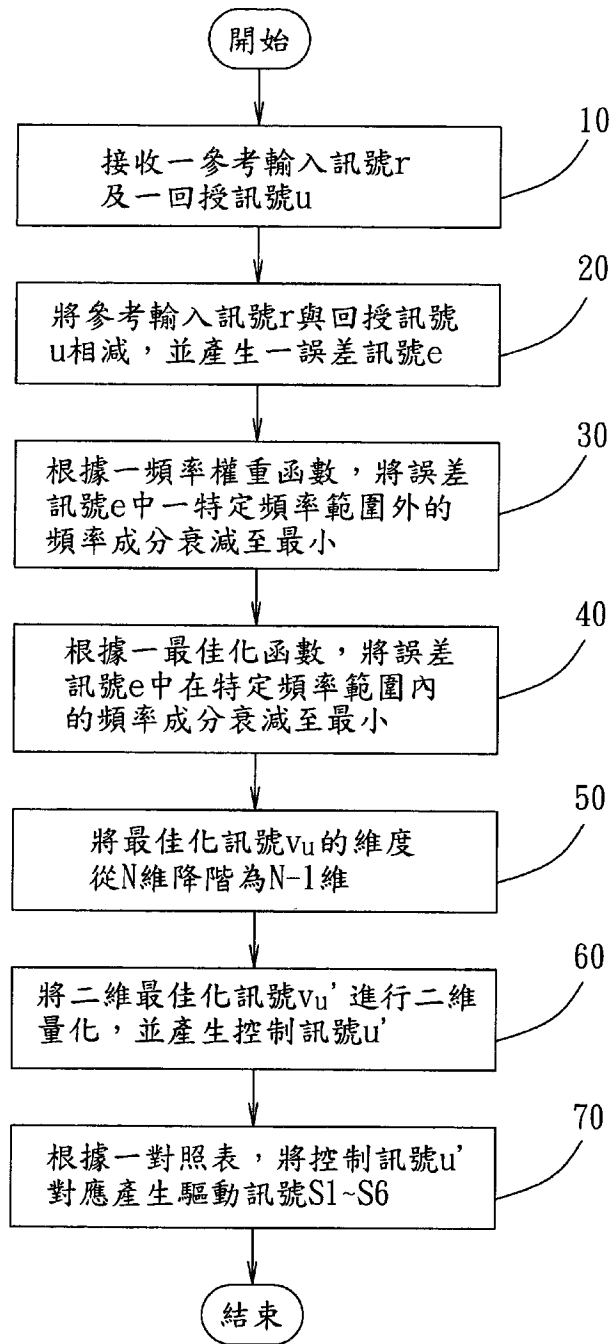 開始
10
接收一參考輸入訊號r
及一回授訊號u
20
將參考輸入訊號r與回授訊號
u相減，並產生一誤差訊號e
30
根據一頻率權重函數，將誤差
訊號e中一特定頻率範圍外的
頻率成分衰減至最小
40
根據一最佳化函數，將誤差
訊號e中在特定頻率範圍內
的頻率成分衰減至最小
50
將最佳化訊號vu的維度
從N維降階為N-1維
60
將二維最佳化訊號vu'進行二維
量化，並產生控制訊號u'
70
根據一對照表，將控制訊號u'
對應產生驅動訊號S1~S6
結束